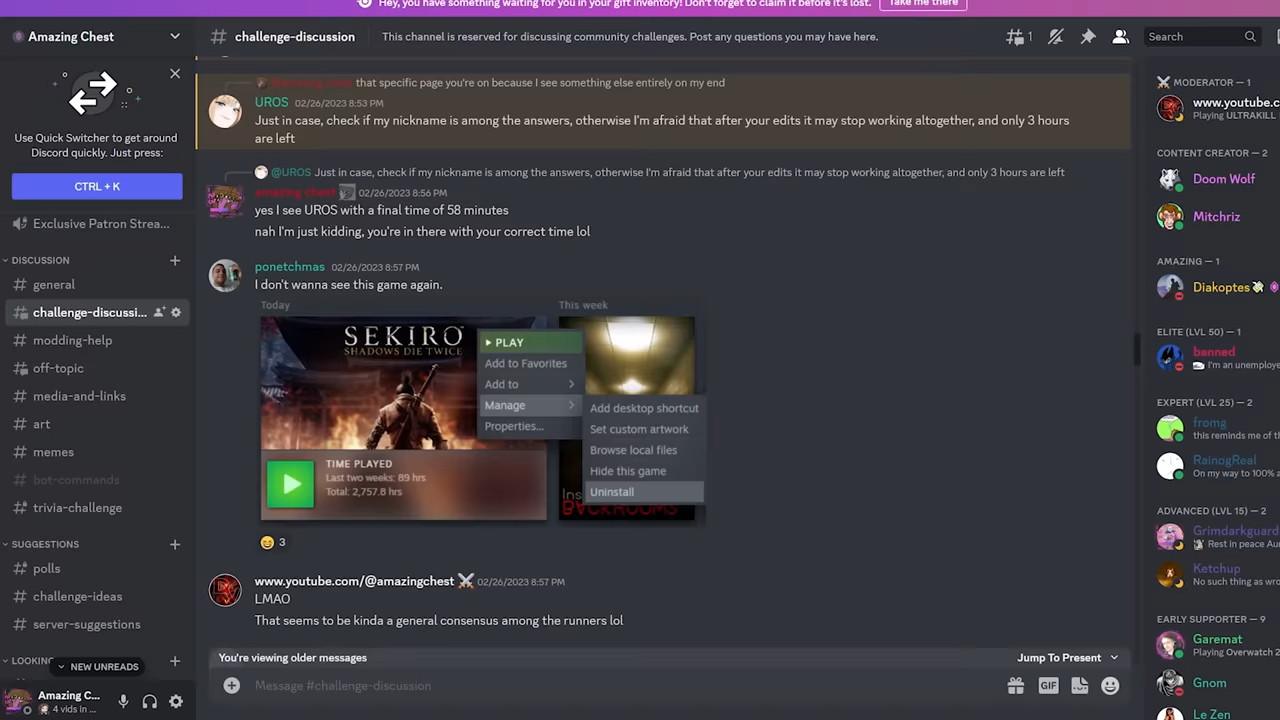 Hey, you have something waiting for you in your gift inventory! Don't forget to claim it before it's lost.
Take me there
Amazing Chest
Use Quick Switcher to get around
Discord quickly. Just press:
CTRL + K
Exclusive Patron Strea...
DISCUSSION
general
challenge-discussi...
modding-help
off-topic
media-and-links
art
memes
bot-commands
trivia-challenge
SUGGESTIONS
polls
challenge-ideas
server-suggestions
LOOKING
NEW UNREADS
Amazing C...
4 vids in ...
# challenge-discussion
This channel is reserved for discussing community challenges. Post any questions you may have here.
1
Search
that specific page you're on because I see something else entirely on my end
UROS 02/26/2023 8:53 PM
Just in case, check if my nickname is among the answers, otherwise I'm afraid that after your edits it may stop working altogether, and only 3 hours
are left
@UROS Just in case, check if my nickname is among the answers, otherwise I'm afraid that after your edits it may stop working altogether, and only 3 hours are left
amazing chest 02/26/2023 8:56 PM
yes I see UROS with a final time of 58 minutes
nah I'm just kidding, you're in there with your correct time lol
ponetchmas 02/26/2023 8:57 PM
I don't wanna see this game again.
Today
This week
SEKIRO
SHADOWS DIE TWICE
PLAY
Add to Favorites
Add to
Manage
Properties...
Add desktop shortcut
Set custom artwork
Browse local files
Hide this game
Uninstall
TIME PLAYED
Last two weeks: 89 hrs
Total: 2,757.8 hrs
Ins
BACKROOMS
3
www.youtube.com/@amazingchest 02/26/2023 8:57 PM
LMAO
That seems to be kinda a general consensus among the runners lol
You're viewing older messages
Jump To Present
Message #challenge-discussion
GIF
MODERATOR — 1
www.youtube.c
Playing ULTRAKILL
CONTENT CREATOR — 2
Doom Wolf
Mitchriz
AMAZING — 1
Diakoptes
ELITE (LVL 50) — 1
banned
I'm an unemploye
EXPERT (LVL 25) — 2
fromg
this reminds me of t
RainogReal
On my way to 100% a
ADVANCED (LVL 15) — 2
Grimdarkguard
Rest in peace Au
Ketchup
No such thing as wro
EARLY SUPPORTER — 9
Garemat
Playing Overwatch 2
Gnom
Le Zen